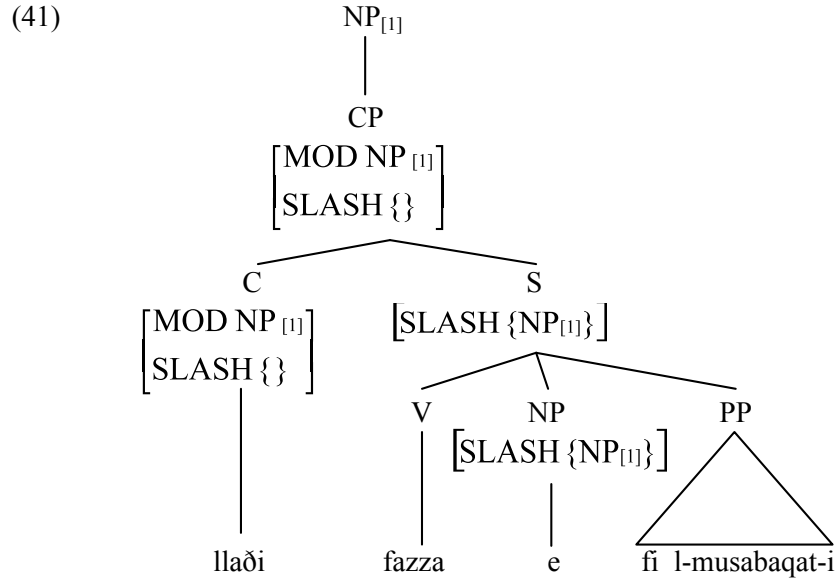 (41) NP[1]
CP
[MOD NP [1]
SLASH {}]
C S
[MOD NP [1]
SLASH {}] [SLASH {NP[1]}]
V NP PP
[SLASH {NP[1]}]
llaði fazza e fi l-musabaqat-i